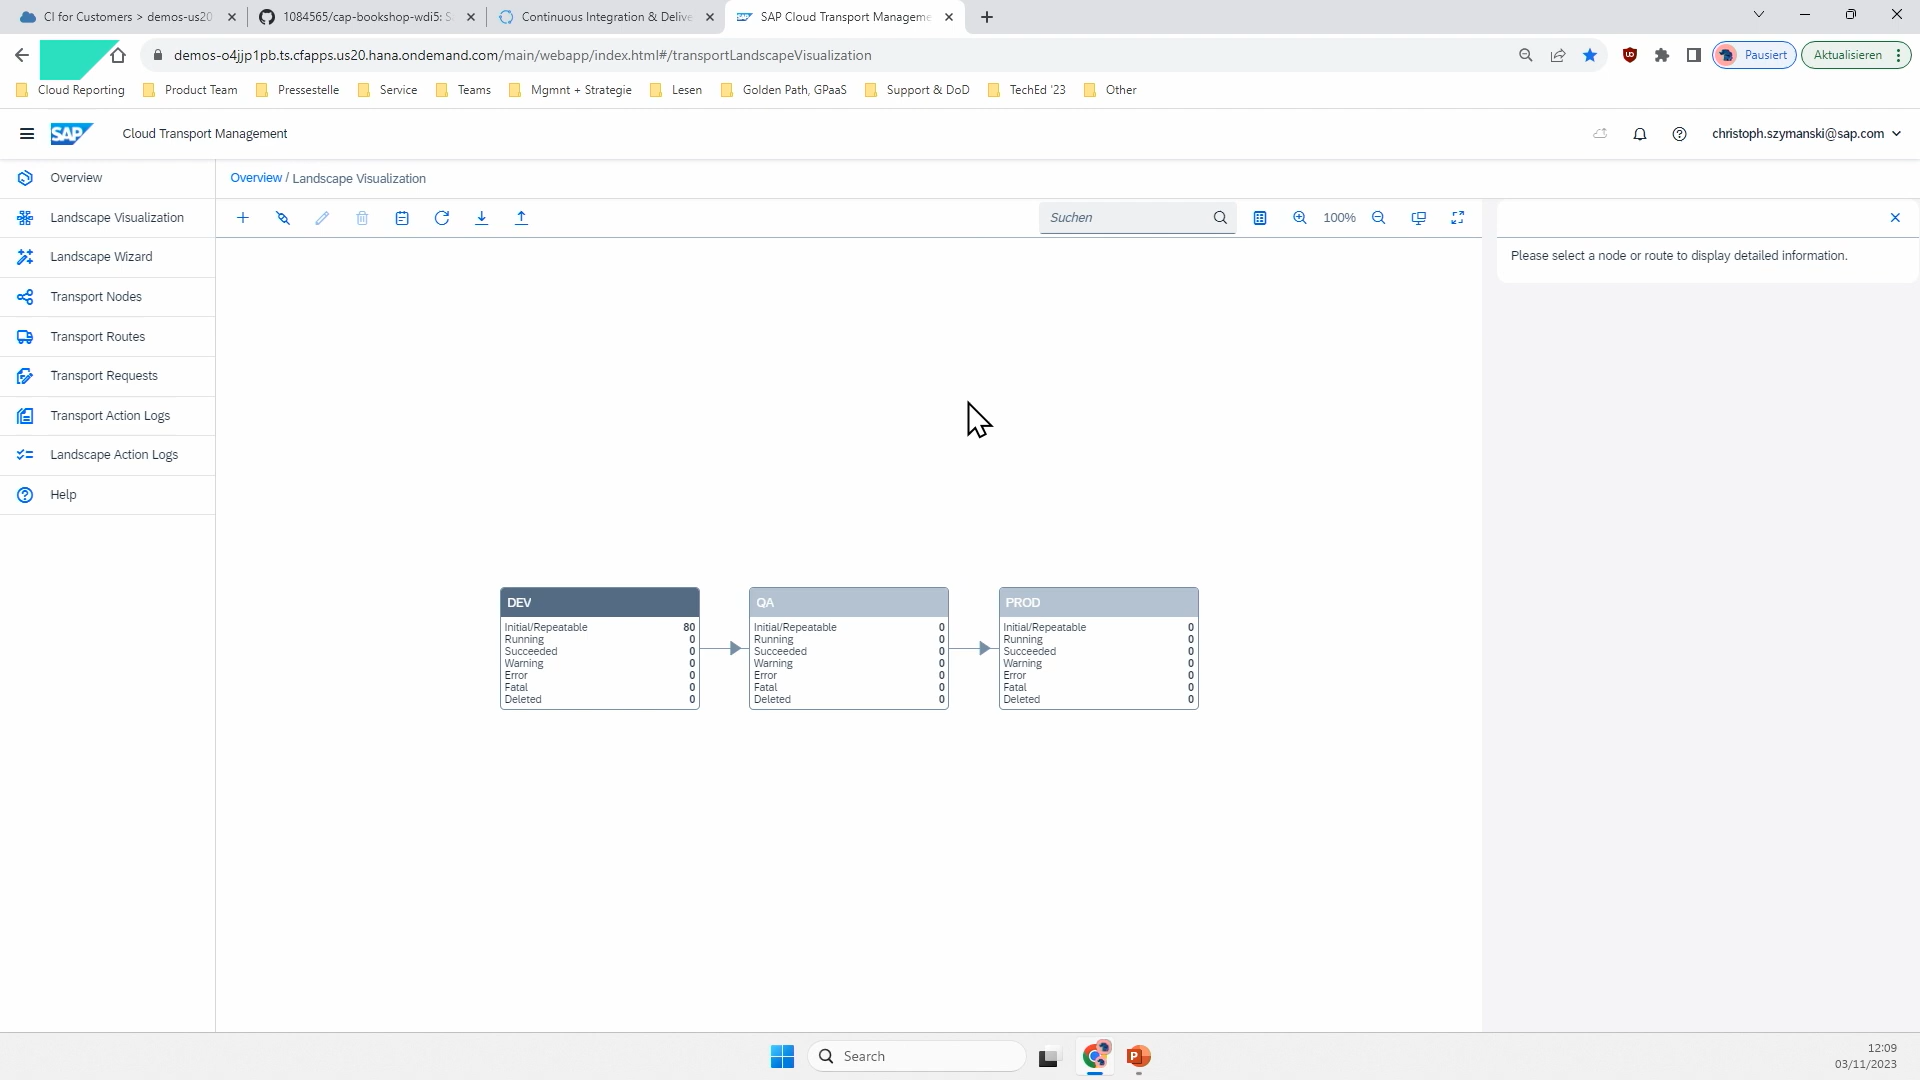 CI for Customers > demos-us20
1084565/cap-bookshop-wdi5: S
Continuous Integration & Delive
SAP Cloud Transport Manageme
demos-o4jjp1pb.ts.cfapps.us20.hana.ondemand.com/main/webapp/index.html#/transportLandscapeVisualization
Pausiert
Aktualisieren
Cloud Reporting
Product Team
Pressestelle
Service
Teams
Mgmnt + Strategie
Lesen
Golden Path, GPaaS
Support & DoD
TechEd '23
Other
SAP
Cloud Transport Management
christoph.szymanski@sap.com
Overview
Landscape Visualization
Landscape Wizard
Transport Nodes
Transport Routes
Transport Requests
Transport Action Logs
Landscape Action Logs
Help
Overview / Landscape Visualization
Suchen
100%
Please select a node or route to display detailed information.
DEV
Initial/Repeatable 80
Running 0
Succeeded 0
Warning 0
Error 0
Fatal 0
Deleted 0
QA
Initial/Repeatable 0
Running 0
Succeeded 0
Warning 0
Error 0
Fatal 0
Deleted 0
PROD
Initial/Repeatable 0
Running 0
Succeeded 0
Warning 0
Error 0
Fatal 0
Deleted 0
Search
12:09
03/11/2023